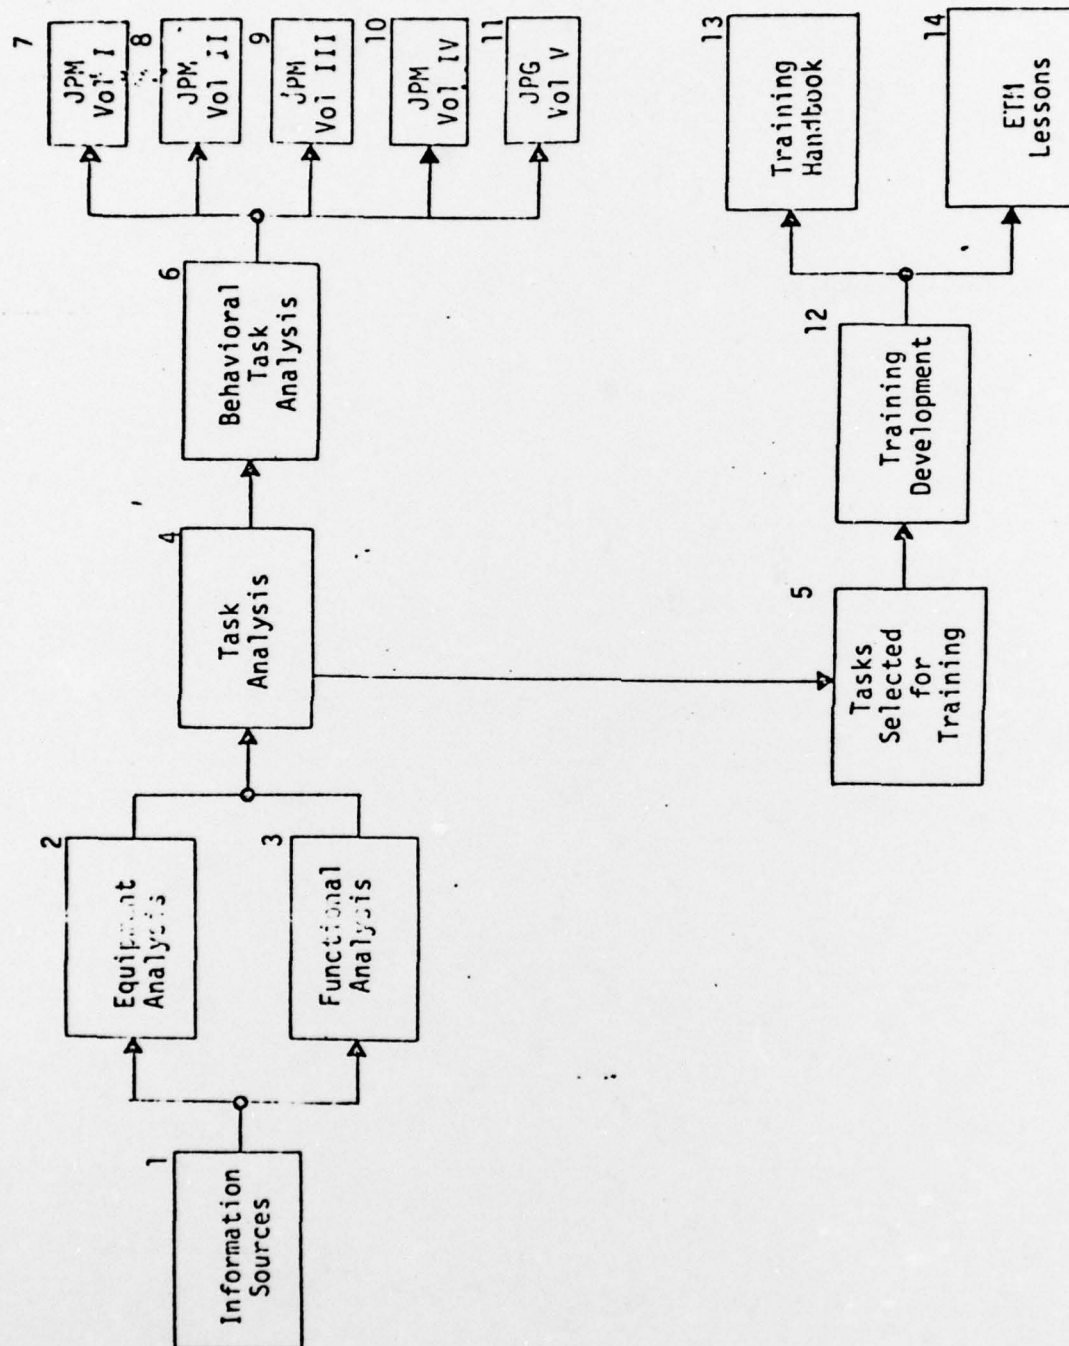 1
Information
Sources
2
Equipment
Analysis
3
Functional
Analysis
4
Task
Analysis
5
Tasks
Selected
for
Training
6
Behavioral
Task
Analysis
7
JPM
Vol I
8
JPM
Vol II
9
JPM
Vol III
10
JPM
Vol IV
11
JPG
Vol V
12
Training
Development
13
Training
Handbook
14
ETM
Lessons